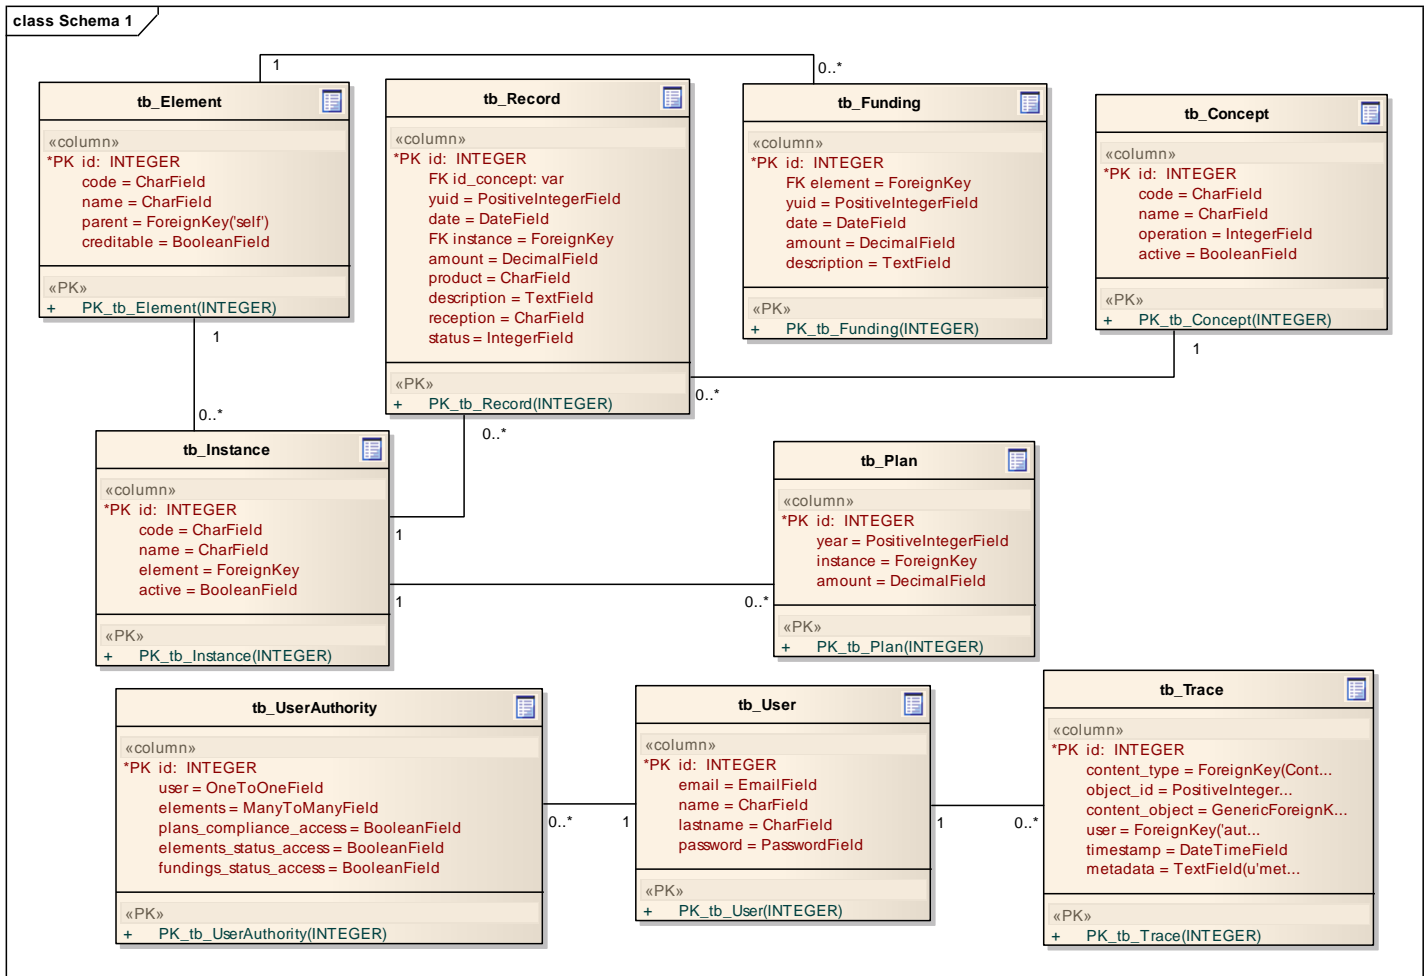 class Schema 1
1
0..*
tb_Element
«column»
*PK id: INTEGER
code = CharField
name = CharField
parent = ForeignKey('self')
creditable = BooleanField
«PK»
+ PK_tb_Element(INTEGER)
tb_Record
«column»
*PK id: INTEGER
FK id_concept: var
yuid = PositiveIntegerField
date = DateField
FK instance = ForeignKey
amount = DecimalField
product = CharField
description = TextField
reception = CharField
status = IntegerField
«PK»
+ PK_tb_Record(INTEGER)
tb_Funding
«column»
*PK id: INTEGER
FK element = ForeignKey
yuid = PositiveIntegerField
date = DateField
amount = DecimalField
description = TextField
«PK»
+ PK_tb_Funding(INTEGER)
tb_Concept
«column»
*PK id: INTEGER
code = CharField
name = CharField
operation = IntegerField
active = BooleanField
«PK»
+ PK_tb_Concept(INTEGER)
1
1
0..*
0..*
0..*
tb_Instance
«column»
*PK id: INTEGER
code = CharField
name = CharField
element = ForeignKey
active = BooleanField
«PK»
+ PK_tb_Instance(INTEGER)
1
1
0..*
tb_Plan
«column»
*PK id: INTEGER
year = PositiveIntegerField
instance = ForeignKey
amount = DecimalField
«PK»
+ PK_tb_Plan(INTEGER)
tb_UserAuthority
«column»
*PK id: INTEGER
user = OneToOneField
elements = ManyToManyField
plans_compliance_access = BooleanField
elements_status_access = BooleanField
fundings_status_access = BooleanField
«PK»
+ PK_tb_UserAuthority(INTEGER)
0..*
1
tb_User
«column»
*PK id: INTEGER
email = EmailField
name = CharField
lastname = CharField
password = PasswordField
«PK»
+ PK_tb_User(INTEGER)
1
0..*
tb_Trace
«column»
*PK id: INTEGER
content_type = ForeignKey(Cont...
object_id = PositiveInteger...
content_object = GenericForeignK...
user = ForeignKey('aut...
timestamp = DateTimeField
metadata = TextField(u'met...
«PK»
+ PK_tb_Trace(INTEGER)